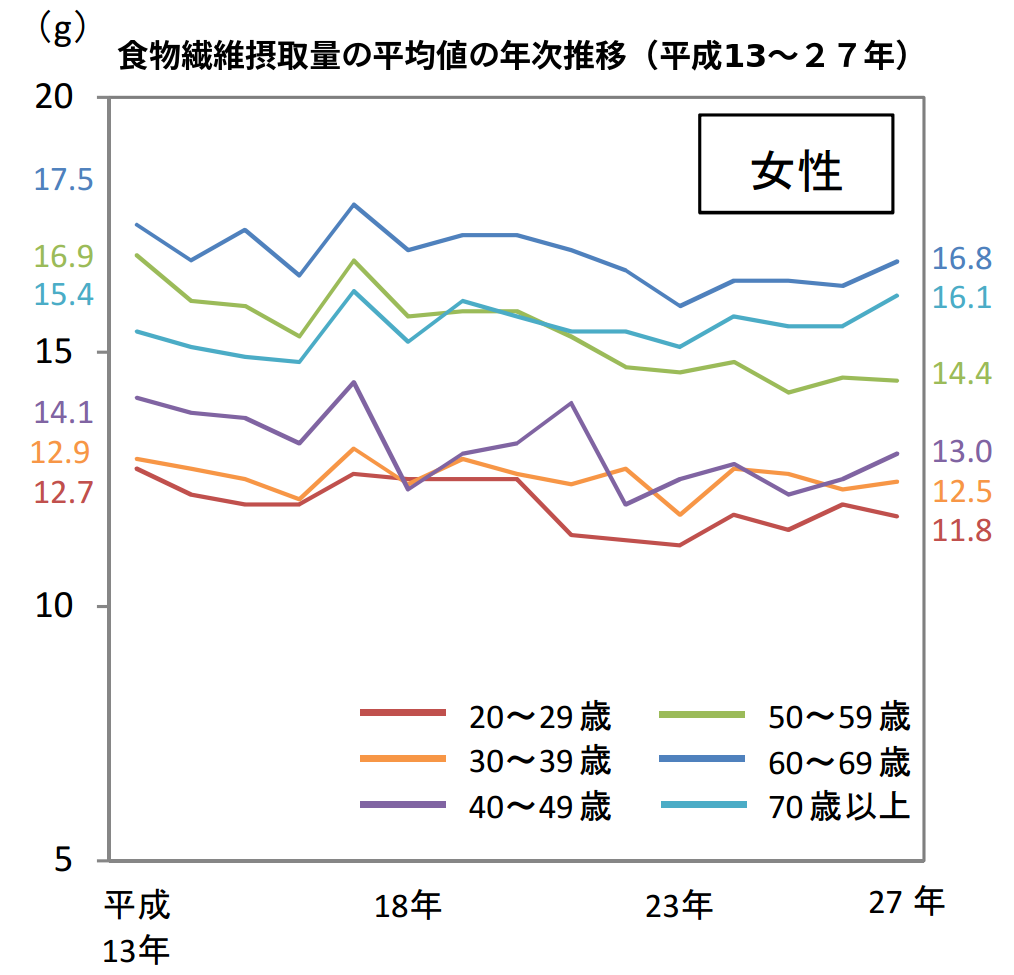 （g）
食物繊維摂取量の平均値の年次推移（平成13～２７年）
20
女性
17.5
16.9
16.8
15.4
16.1
15
14.4
14.1
13.0
12.9
12.5
12.7
11.8
10
20～29 歳
50～59 歳
30～39 歳
60～69 歳
40～49 歳
70 歳以上
5
平成
13年
18年
23年
27 年